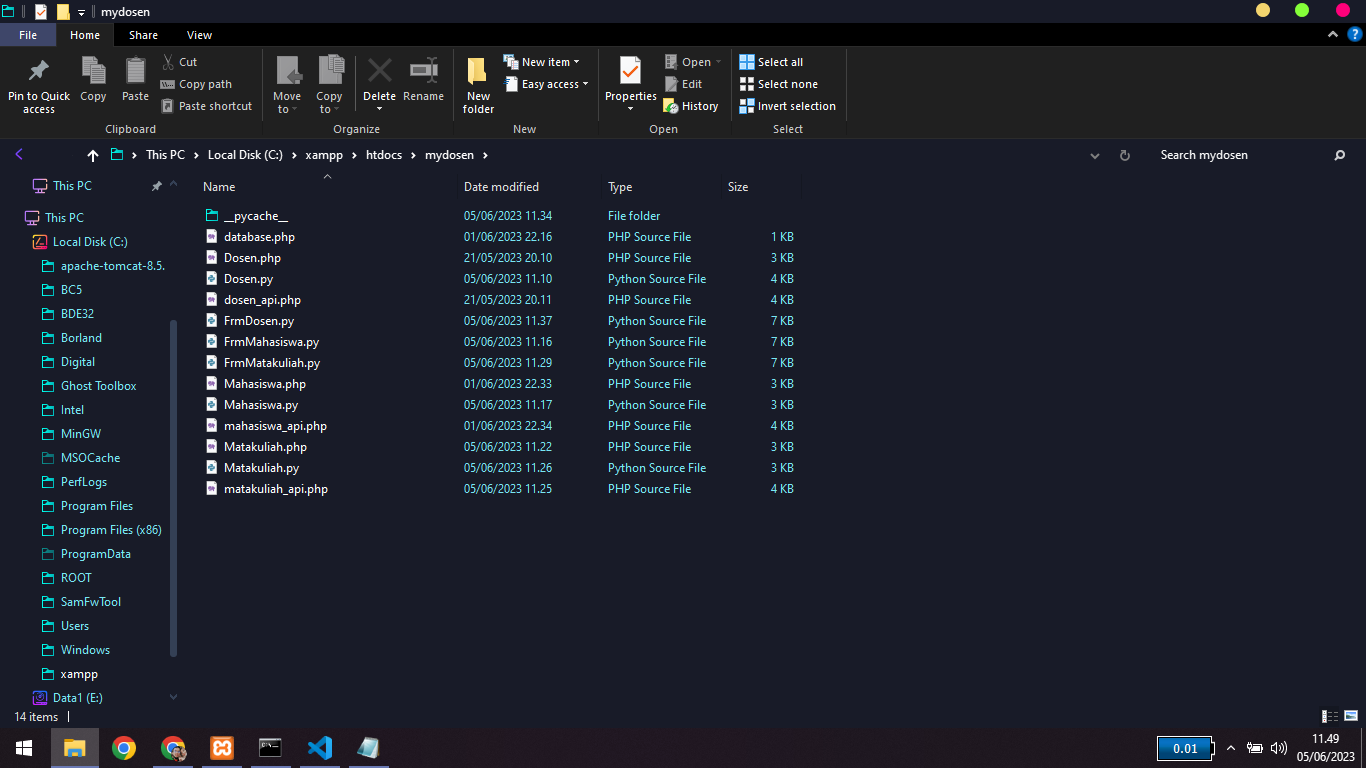 mydosen
File Home Share View
Pin to Quick access
Copy
Paste
Cut
Copy path
Paste shortcut
Clipboard
Move to
Copy to
Delete
Rename
Organize
New folder
New item
Easy access
New
Properties
Open
Edit
History
Open
Select all
Select none
Invert selection
Select
This PC Local Disk (C:) xampp htdocs mydosen
Search mydosen
This PC
This PC
Local Disk (C:)
apache-tomcat-8.5.
BC5
BDE32
Borland
Digital
Ghost Toolbox
Intel
MinGW
MSOCache
PerfLogs
Program Files
Program Files (x86)
ProgramData
ROOT
SamFwTool
Users
Windows
xampp
Data1 (E:)
Name Date modified Type Size
__pycache__ 05/06/2023 11.34 File folder
database.php 01/06/2023 22.16 PHP Source File 1 KB
Dosen.php 21/05/2023 20.10 PHP Source File 3 KB
Dosen.py 05/06/2023 11.10 Python Source File 4 KB
dosen_api.php 21/05/2023 20.11 PHP Source File 4 KB
FrmDosen.py 05/06/2023 11.37 Python Source File 7 KB
FrmMahasiswa.py 05/06/2023 11.16 Python Source File 7 KB
FrmMatakuliah.py 05/06/2023 11.29 Python Source File 7 KB
Mahasiswa.php 01/06/2023 22.33 PHP Source File 3 KB
Mahasiswa.py 05/06/2023 11.17 Python Source File 3 KB
mahasiswa_api.php 01/06/2023 22.34 PHP Source File 4 KB
Matakuliah.php 05/06/2023 11.22 PHP Source File 3 KB
Matakuliah.py 05/06/2023 11.26 Python Source File 3 KB
matakuliah_api.php 05/06/2023 11.25 PHP Source File 4 KB
14 items
0.01
11.49
05/06/2023